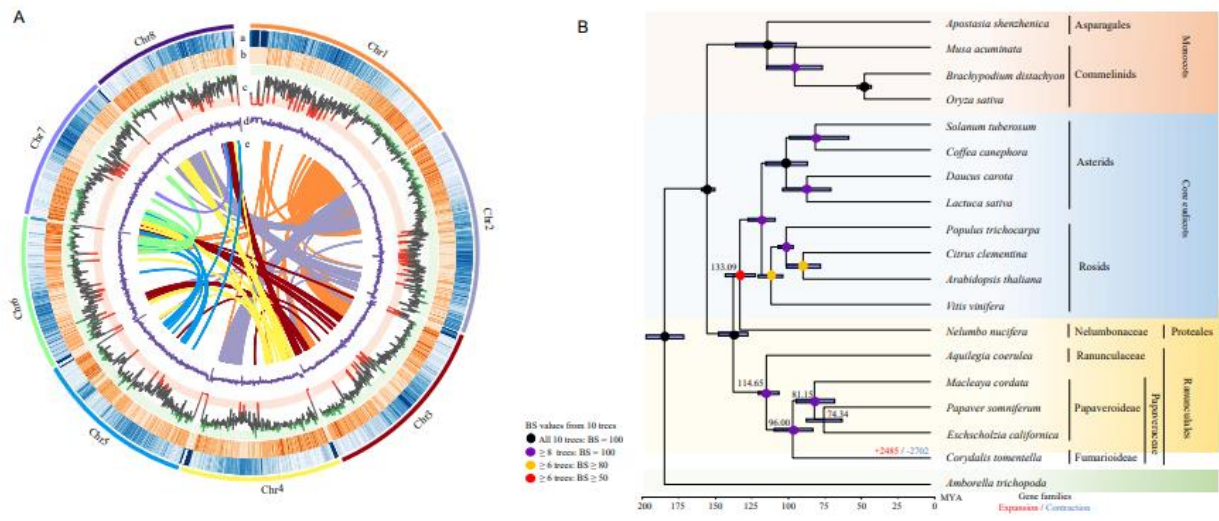 A
Chr8
a
b
c
d
e
Chr1
Chr7
Chr2
Chr6
Chr3
Chr5
Chr4
BS values from 10 trees
All 10 trees: BS = 100
≥ 8 trees: BS = 100
≥ 6 trees: BS ≥ 80
≥ 6 trees: BS ≥ 50
B
Apostasia shenzhenica
Asparagales
Musa acuminata
Brachypodium distachyon
Commelinids
Oryza sativa
Monocots
Solanum tuberosum
Coffea canephora
Asterids
Daucus carota
Lactuca sativa
Core eudicots
Populus trichocarpa
Citrus clementina
Rosids
133.09
Arabidopsis thaliana
Vitis vinifera
Nelumbo nucifera
Nelumbonaceae
Proteales
Aquilegia coerulea
Ranunculaceae
114.65
81.15
Macleaya cordata
74.34
Papaver somniferum
Papaveroideae
96.00
Eschscholzia californica
Papaveraceae
Ranunculales
+2485 / -2702
Corydalis tomentella
Fumarioideae
Amborella trichopoda
200 175 150 125 100 75 50 25 0
MYA
Gene families
Expansion / Contraction